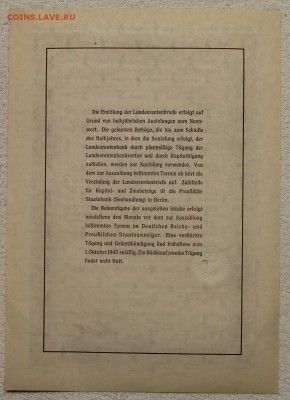 COINS.LAVE.RU
Die Einlösung der Landesrentenbriefe erfolgt auf
Grund von halbjährlichen Auslosungen zum Nenn-
wert. Die gesamten Beträge, die bis zum Schlusse
des Halbjahres, in dem die Auslosung erfolgt, der
Landesrentenbank durch planmäßige Tilgung der
Landesrentenbankrenten und durch Kapitaltilgung
zufließen, werden zur Auslosung verwendet. Von
dem zur Auszahlung bestimmten Termin ab hört die
Verzinsung der Landesrentenbriefe auf. Zahlstelle
für Kapital- und Zinsbeträge ist die Preußische
Staatsbank (Seehandlung) in Berlin.
Die Bekanntgabe der ausgelosten Stücke erfolgt
mindestens drei Monate vor dem zur Auszahlung
bestimmten Termin im Deutschen Reichs- und
Preußischen Staatsanzeiger. Eine verstärkte
Tilgung und Gesamtkündigung sind frühestens zum
1. Oktober 1943 zulässig. Ein Rückkauf zwecks Tilgung
findet nicht statt.